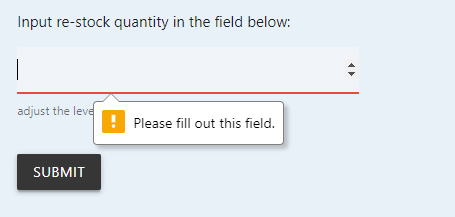 Input re-stock quantity in the field below:
adjust the
Please fill out this field.
SUBMIT